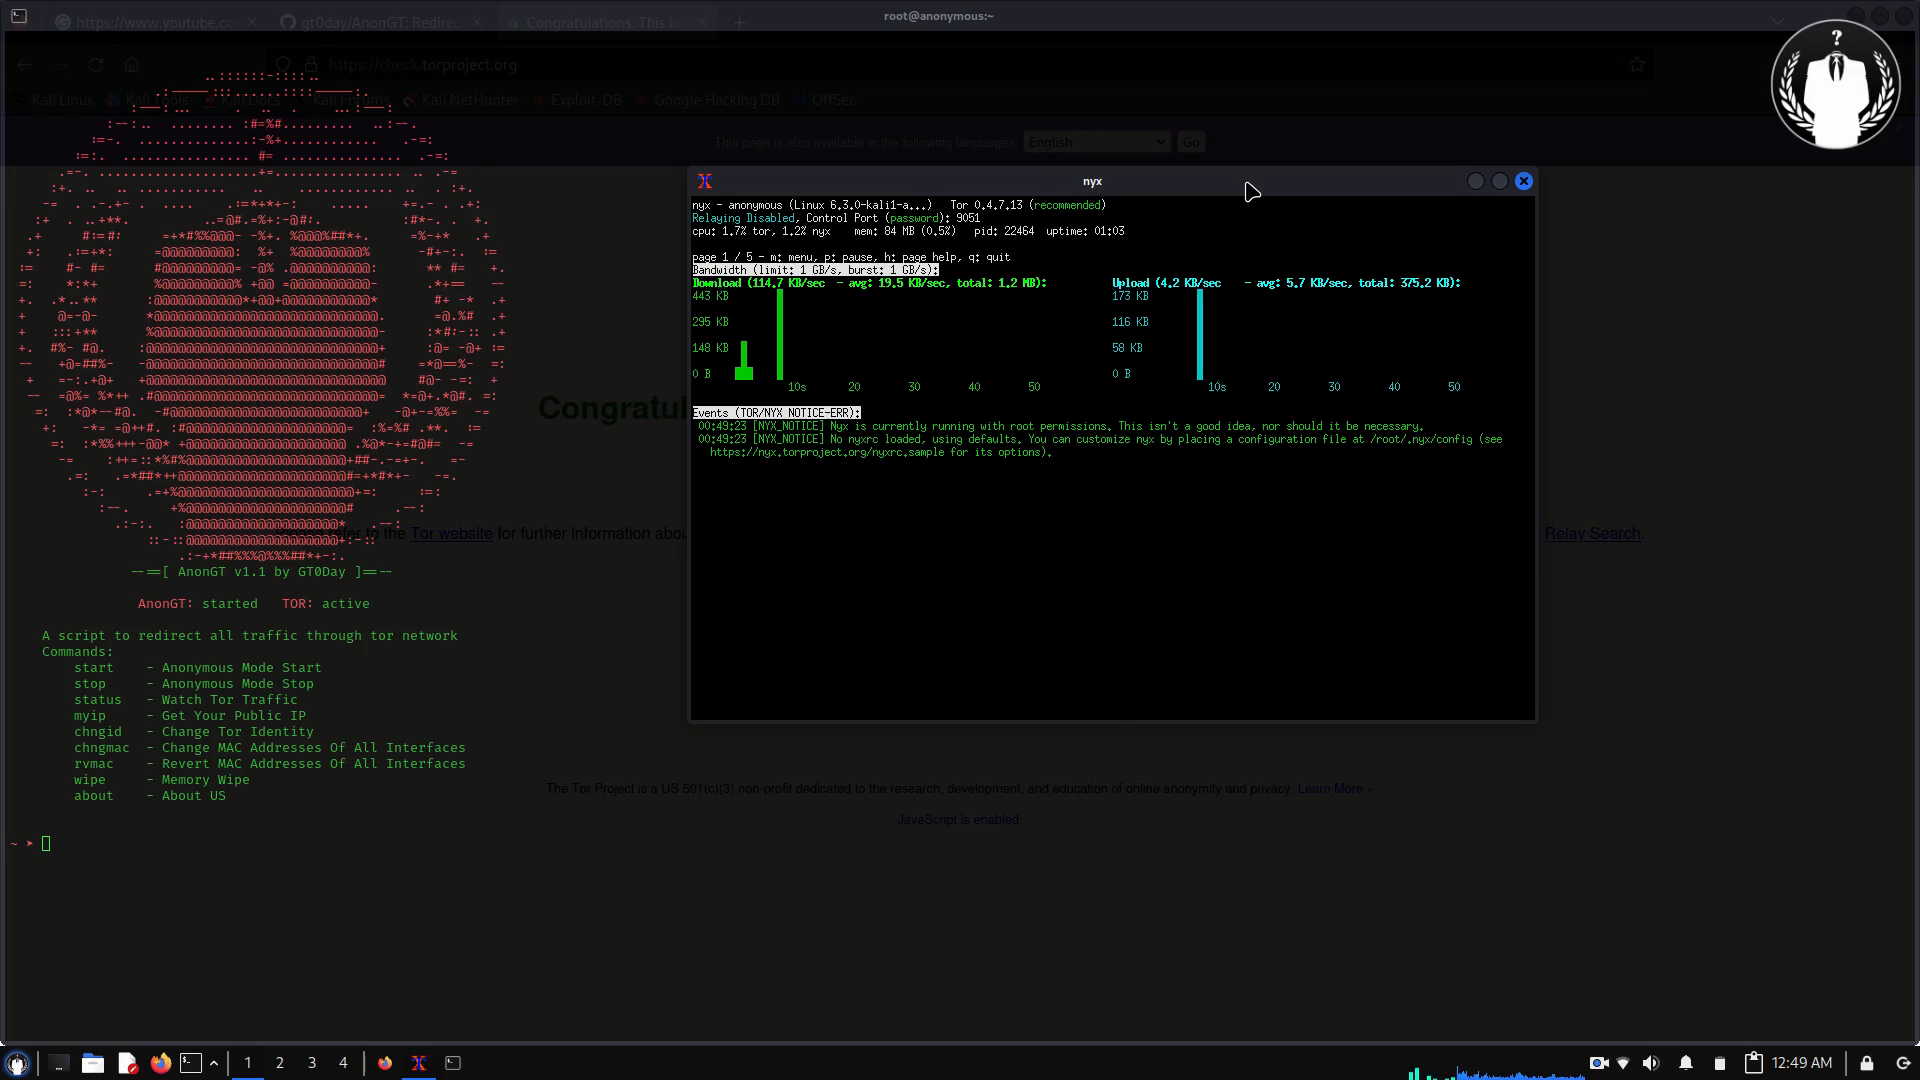 root@anonymous:~
https://www.youtube.co
gt0day/AnonGT: Redire
Congratulations. This b
https://check.torproject.org
Kali Linux
Kali Tools
Kali Docs
Kali Forums
Kali NetHunter
Exploit-DB
Google Hacking DB
OffSec
This page is also available in the following languages:
English
Go
nyx
nyx - anonymous (Linux 6.3.0-kali1-a...)   Tor 0.4.7.13 (recommended)
Relaying Disabled, Control Port (password): 9051
cpu: 1.7% tor, 1.2% nyx    mem: 84 MB (0.5%)   pid: 22464  uptime: 01:03
page 1 / 5 - m: menu, p: pause, h: page help, q: quit
Bandwidth (limit: 1 GB/s, burst: 1 GB/s):
Download (114.7 KB/sec  - avg: 19.5 KB/sec, total: 1.2 MB):
443 KB
295 KB
148 KB
0 B
10s 20 30 40 50
Upload (4.2 KB/sec   - avg: 5.7 KB/sec, total: 375.2 KB):
173 KB
116 KB
58 KB
0 B
10s 20 30 40 50
Events (TOR/NYX NOTICE-ERR):
00:49:23 [NYX_NOTICE] Nyx is currently running with root permissions. This isn't a good idea, nor should it be necessary.
00:49:23 [NYX_NOTICE] No nyxrc loaded, using defaults. You can customize nyx by placing a configuration file at /root/.nyx/config (see
https://nyx.torproject.org/nyxrc.sample for its options).
Congratul
refer to the Tor website for further information abou
Relay Search.
--==[ AnonGT v1.1 by GT0Day ]==--
AnonGT: started   TOR: active
A script to redirect all traffic through tor network
Commands:
start - Anonymous Mode Start
stop - Anonymous Mode Stop
status - Watch Tor Traffic
myip - Get Your Public IP
chngid - Change Tor Identity
chngmac - Change MAC Addresses Of All Interfaces
rvmac - Revert MAC Addresses Of All Interfaces
wipe - Memory Wipe
about - About US
The Tor Project is a US 501(c)(3) non-profit dedicated to the research, development, and education of online anonymity and privacy. Learn More »
JavaScript is enabled.
~ ➤
1 2 3 4
12:49 AM